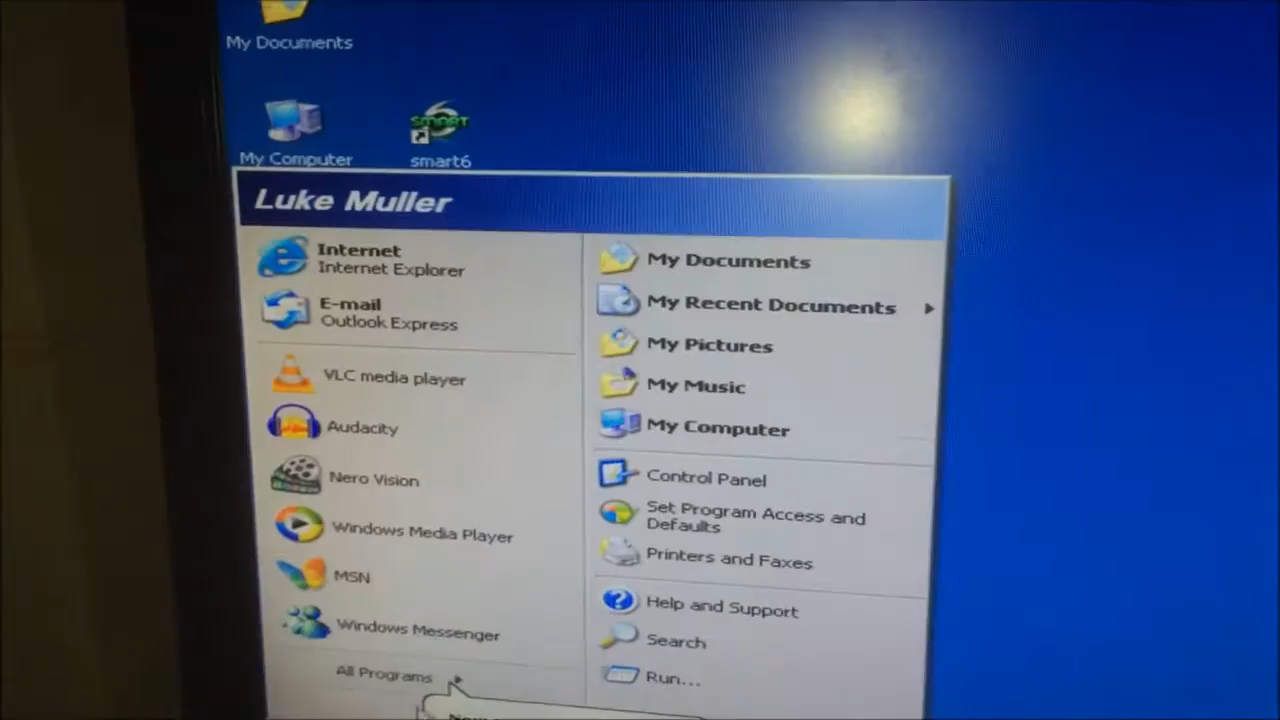 My Documents
My Computer
SMART
smart6
Luke Muller
Internet
Internet Explorer
E-mail
Outlook Express
VLC media player
Audacity
Nero Vision
Windows Media Player
MSN
Windows Messenger
All Programs
My Documents
My Recent Documents
My Pictures
My Music
My Computer
Control Panel
Set Program Access and
Defaults
Printers and Faxes
Help and Support
Search
Run...